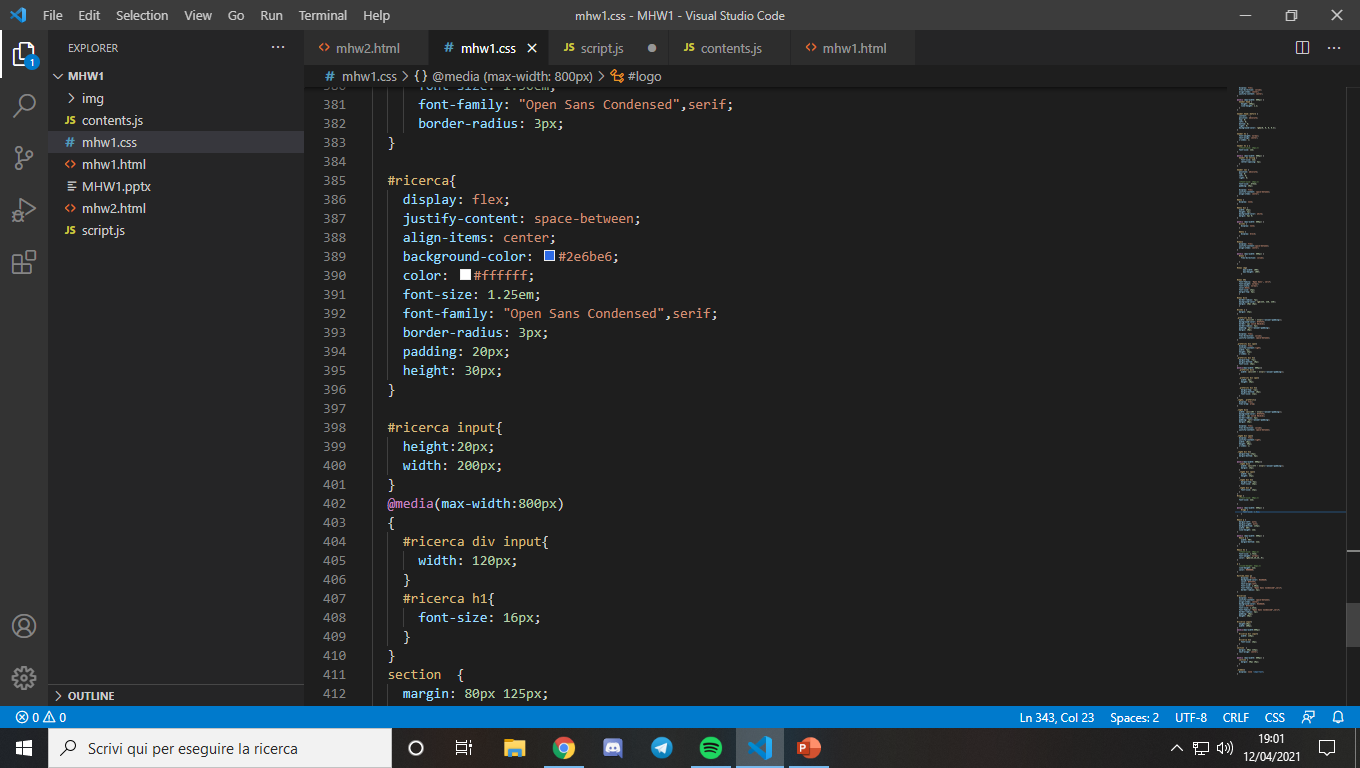 File Edit Selection View Go Run Terminal Help
mhw1.css - MHW1 - Visual Studio Code
EXPLORER
mhw2.html
mhw1.css
script.js
contents.js
mhw1.html
MHW1
img
contents.js
mhw1.css
mhw1.html
MHW1.pptx
mhw2.html
script.js
1
OUTLINE
mhw1.css > {} @media (max-width: 800px) > #logo
380 font-size: 1.50em;
381 font-family: "Open Sans Condensed",serif;
382 border-radius: 3px;
383 }
384
385 #ricerca{
386 display: flex;
387 justify-content: space-between;
388 align-items: center;
389 background-color: #2e6be6;
390 color: #ffffff;
391 font-size: 1.25em;
392 font-family: "Open Sans Condensed",serif;
393 border-radius: 3px;
394 padding: 20px;
395 height: 30px;
396 }
397
398 #ricerca input{
399 height:20px;
400 width: 200px;
401 }
402 @media(max-width:800px)
403 {
404 #ricerca div input{
405 width: 120px;
406 }
407 #ricerca h1{
408 font-size: 16px;
409 }
410 }
411 section {
412 margin: 80px 125px;
0 0
Ln 343, Col 23 Spaces: 2 UTF-8 CRLF CSS
Scrivi qui per eseguire la ricerca
19:01
12/04/2021